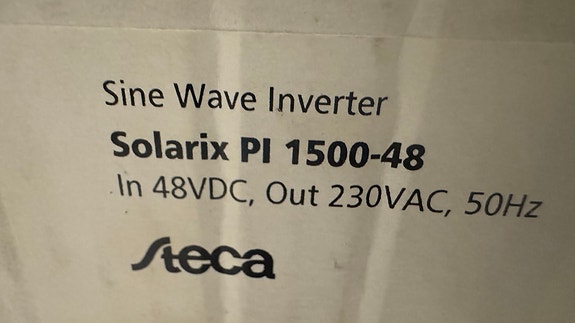 Sine Wave Inverter
Solarix PI 1500-48
In 48VDC, Out 230VAC, 50Hz
Steca